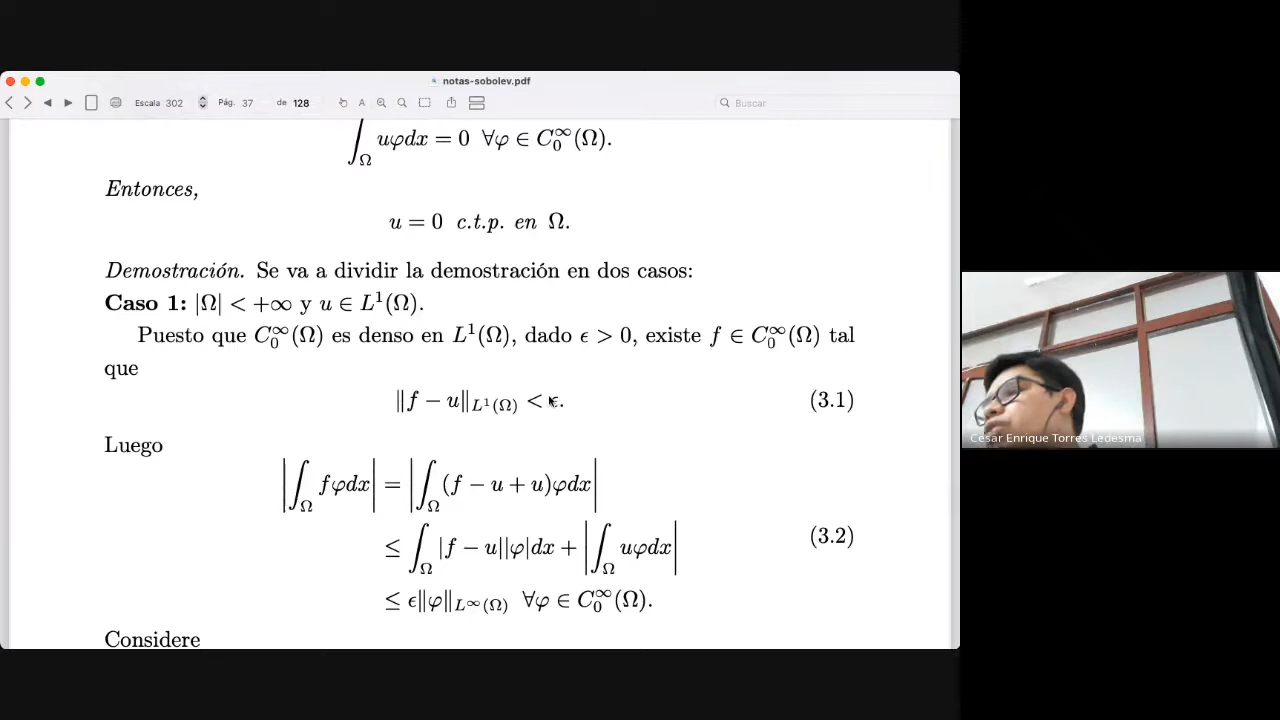 notas-sobolev.pdf
Escala 302 Pág. 37 de 128 A Buscar
∫_Ω uφdx = 0 ∀φ ∈ C_0^∞(Ω).
Entonces,
u = 0 c.t.p. en Ω.
Demostración. Se va a dividir la demostración en dos casos:
Caso 1: |Ω| < +∞ y u ∈ L^1(Ω).
Puesto que C_0^∞(Ω) es denso en L^1(Ω), dado ϵ > 0, existe f ∈ C_0^∞(Ω) tal
que
‖f − u‖_{L^1(Ω)} < ϵ. (3.1)
Luego
|∫_Ω fφdx| = |∫_Ω (f − u + u)φdx|
≤ ∫_Ω |f − u||φ|dx + |∫_Ω uφdx| (3.2)
≤ ϵ‖φ‖_{L^∞(Ω)} ∀φ ∈ C_0^∞(Ω).
Considere
César Enrique Torres Ledesma